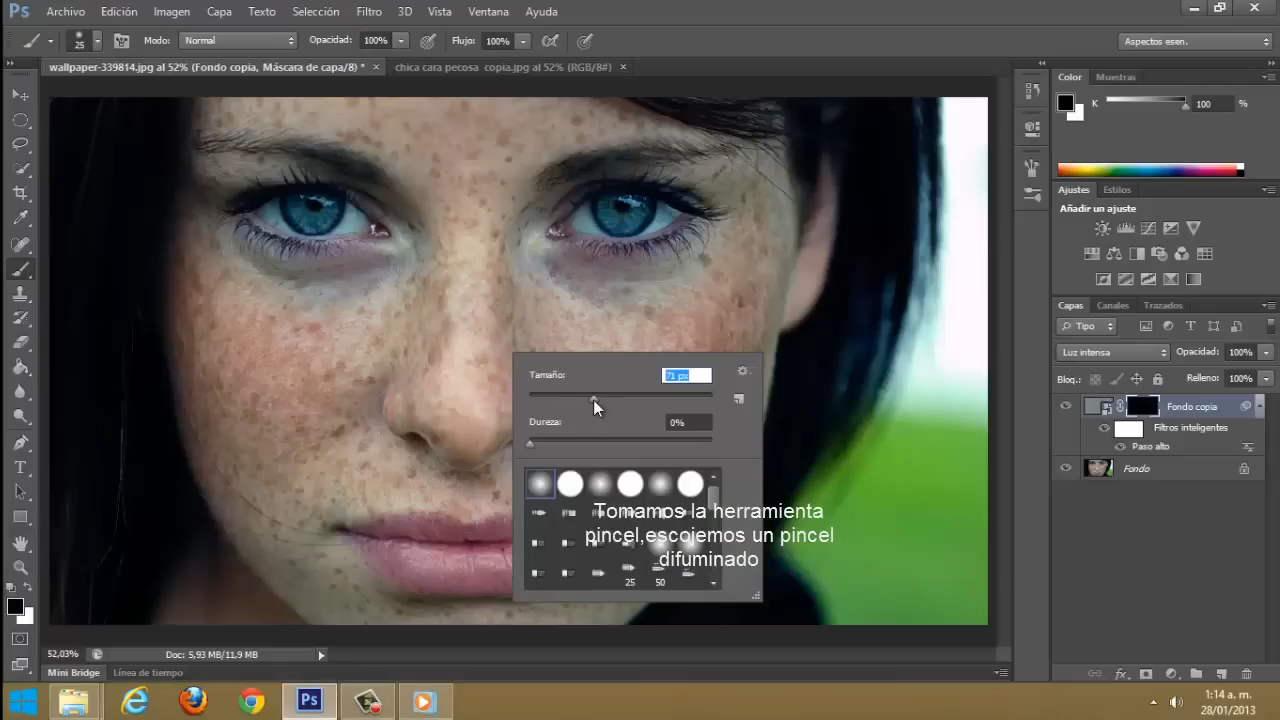 Ps Archivo Edición Imagen Capa Texto Selección Filtro 3D Vista Ventana Ayuda
25 Modo: Normal Opacidad: 100% Flujo: 100% Aspectos esen.
wallpaper-339814.jpg al 52% (Fondo copia, Máscara de capa/8) * × chica cara pecosa copia.jpg al 52% (RGB/8#) ×
Color Muestras
K 100 %
Ajustes Estilos
Añadir un ajuste
Capas Canales Trazados
Tipo
Luz intensa Opacidad: 100%
Bloq.: Relleno: 100%
Fondo copia
Filtros inteligentes
Paso alto
Fondo
Tamaño: 71 px
Dureza: 0%
25 50
Tomamos la herramienta
pincel,escojemos un pincel
difuminado
52,03% Doc: 5,93 MB/11,9 MB
Mini Bridge Línea de tiempo
Ps
1:14 a. m.
28/01/2013